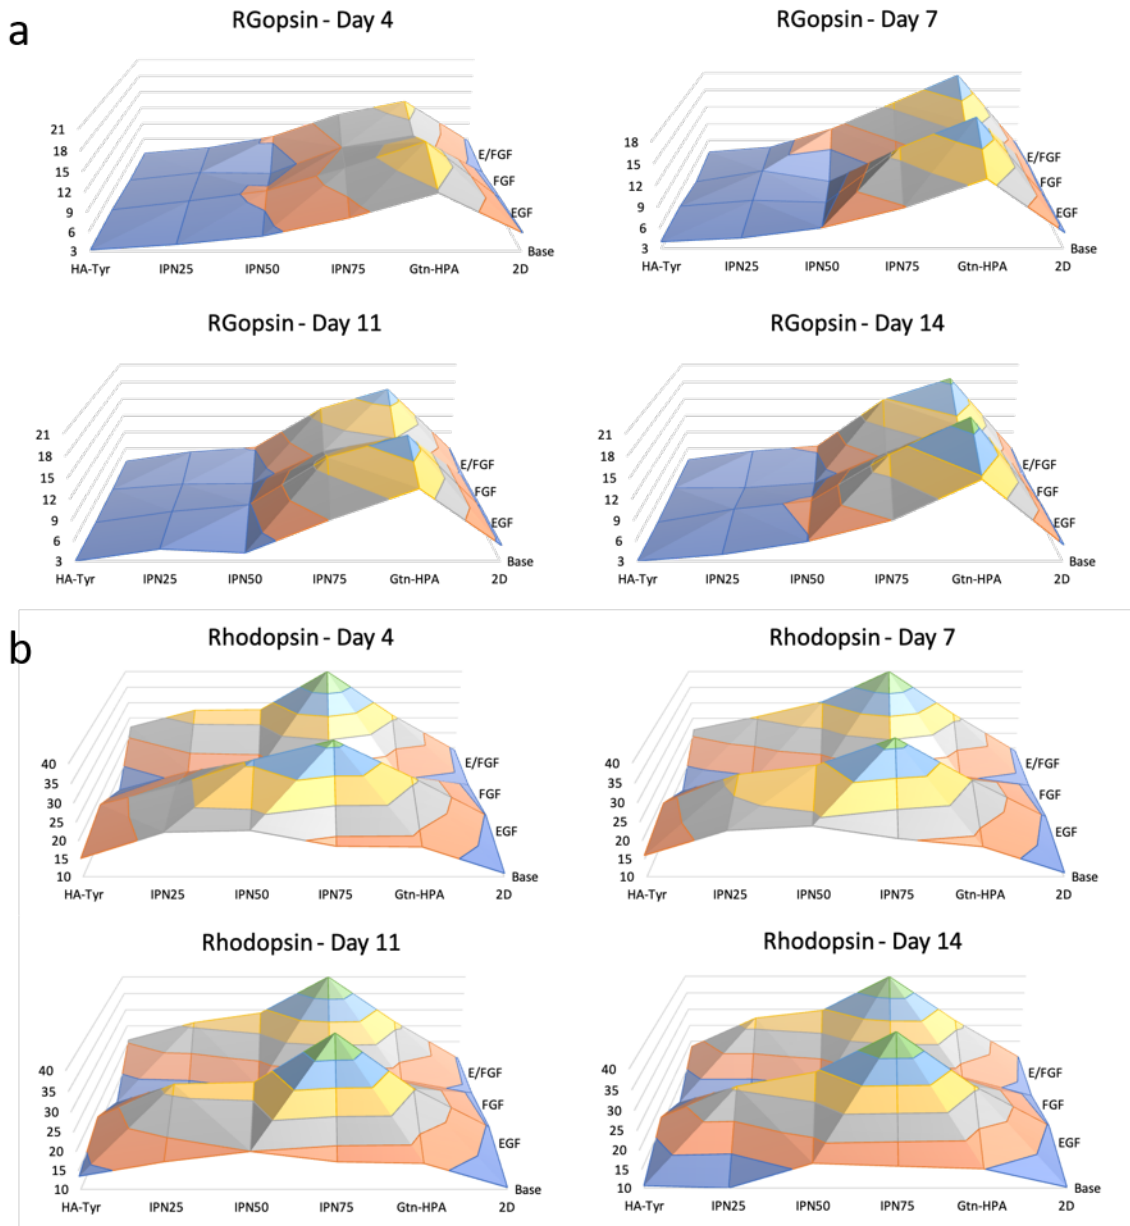 a
RGopsin - Day 4
21
18
15
12
9
6
3
E/FGF
FGF
EGF
Base
HA-Tyr IPN25 IPN50 IPN75 Gtn-HPA 2D
RGopsin - Day 7
18
15
12
9
6
3
E/FGF
FGF
EGF
Base
HA-Tyr IPN25 IPN50 IPN75 Gtn-HPA 2D
RGopsin - Day 11
21
18
15
12
9
6
3
E/FGF
FGF
EGF
Base
HA-Tyr IPN25 IPN50 IPN75 Gtn-HPA 2D
RGopsin - Day 14
21
18
15
12
9
6
3
E/FGF
FGF
EGF
Base
HA-Tyr IPN25 IPN50 IPN75 Gtn-HPA 2D
b
Rhodopsin - Day 4
40
35
30
25
20
15
10
E/FGF
FGF
EGF
Base
HA-Tyr IPN25 IPN50 IPN75 Gtn-HPA 2D
Rhodopsin - Day 7
40
35
30
25
20
15
10
E/FGF
FGF
EGF
Base
HA-Tyr IPN25 IPN50 IPN75 Gtn-HPA 2D
Rhodopsin - Day 11
40
35
30
25
20
15
10
E/FGF
FGF
EGF
Base
HA-Tyr IPN25 IPN50 IPN75 Gtn-HPA 2D
Rhodopsin - Day 14
40
35
30
25
20
15
10
E/FGF
FGF
EGF
Base
HA-Tyr IPN25 IPN50 IPN75 Gtn-HPA 2D